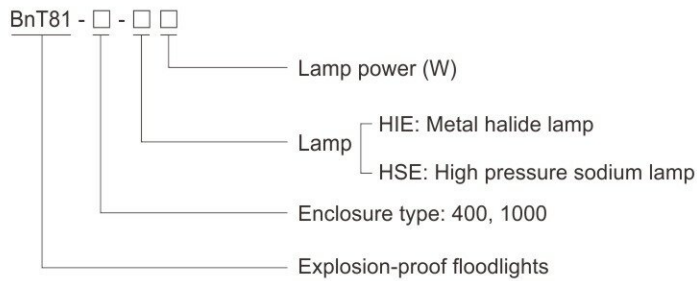 BnT81 - □ - □ □
Lamp power (W)
HIE: Metal halide lamp
Lamp
HSE: High pressure sodium lamp
Enclosure type: 400, 1000
Explosion-proof floodlights